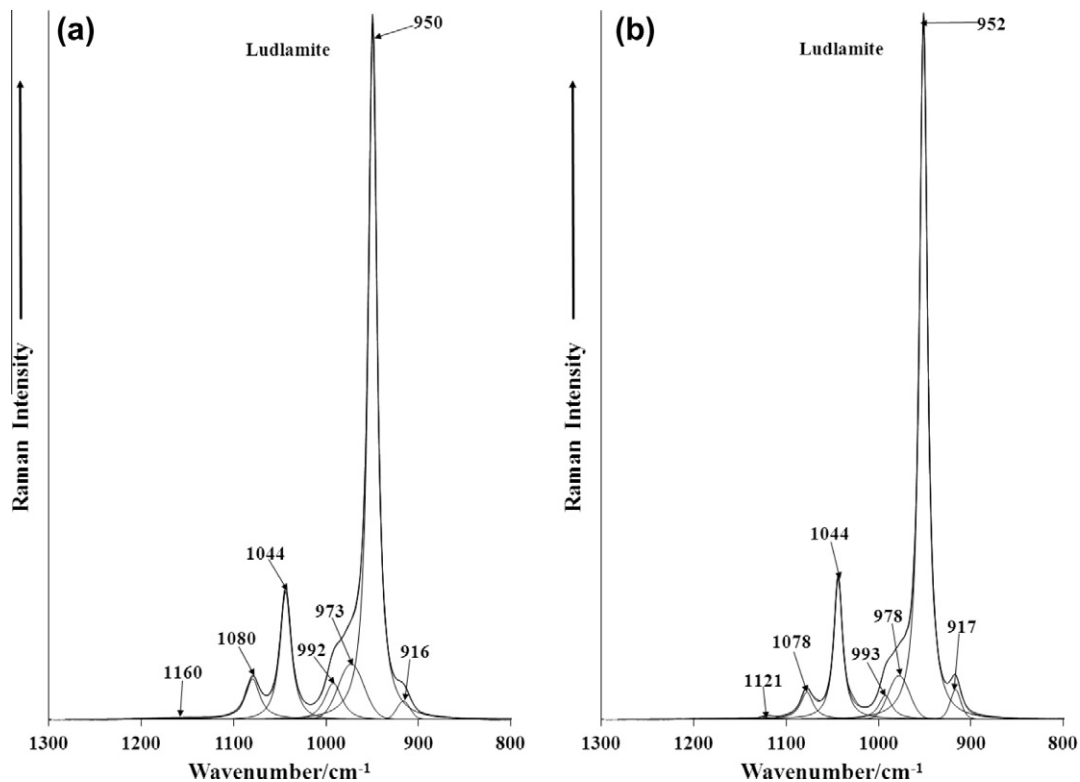 (a)
Ludlamite
950
1044
973
1080
992
916
1160
Raman Intensity
1300 1200 1100 1000 900 800
Wavenumber/cm-1
(b)
Ludlamite
952
1044
978
917
1078
993
1121
Raman Intensity
1300 1200 1100 1000 900 800
Wavenumber/cm-1